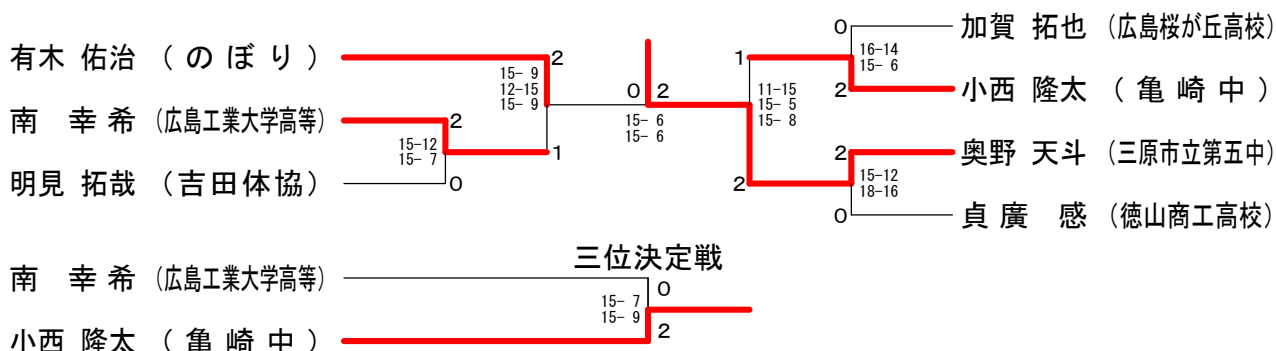 有木 佑治 （ の ぼ り ）
南 幸 希 （広島工業大学高等）
明見 拓哉 （吉田体協）
2
15- 9
12-15
15- 9
2
15-12
15- 7
1
0
0 2
15- 6
15- 6
1
11-15
15- 5
15- 8
2
0
16-14
15- 6
2
2
15-12
18-16
0
加賀 拓也 （広島桜が丘高校）
小西 隆太 （ 亀 崎 中 ）
奥野 天斗 （三原市立第五中）
貞 廣 感 （徳山商工高校）
三位決定戦
南 幸 希 （広島工業大学高等）
小西 隆太 （ 亀 崎 中 ）
0
15- 7
15- 9
2